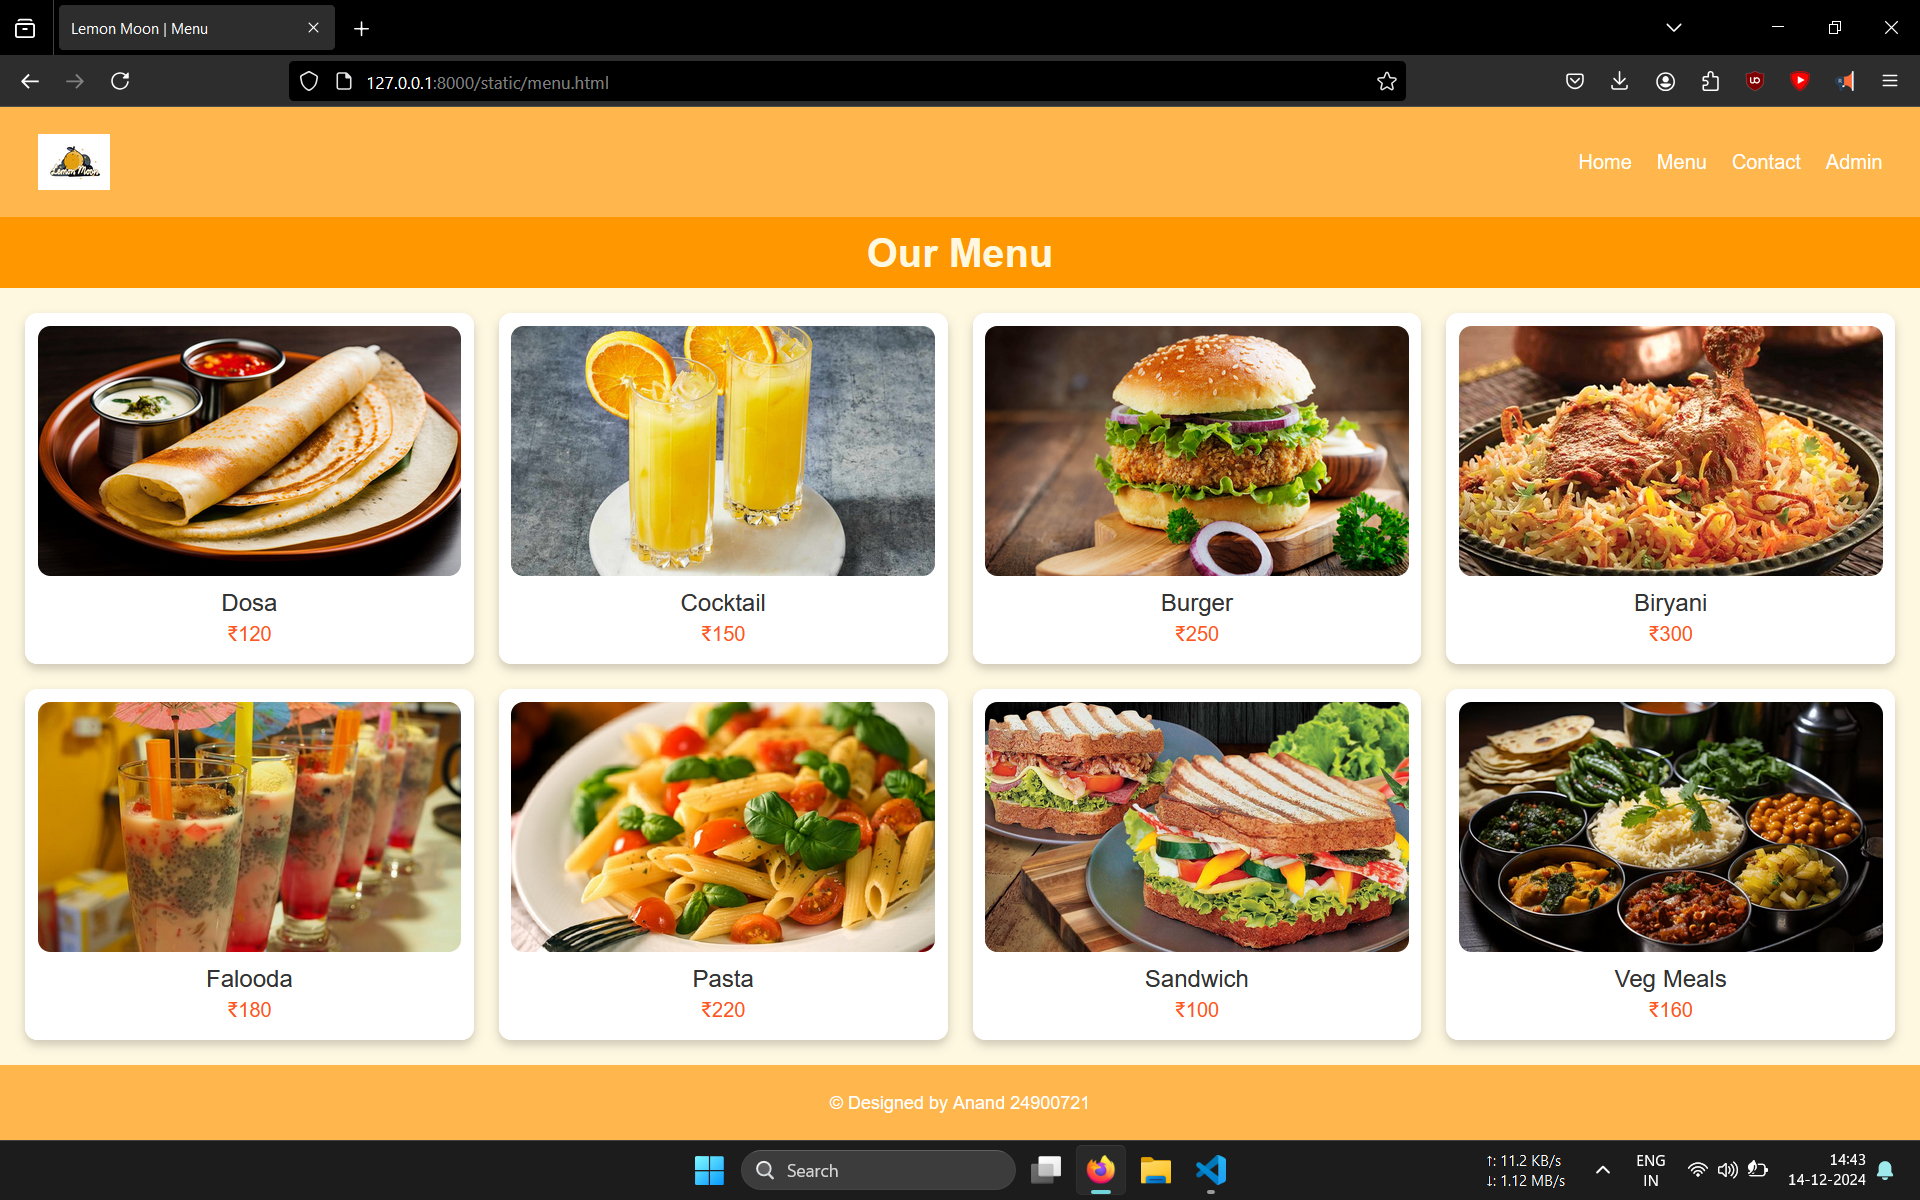 Lemon Moon | Menu
127.0.0.1:8000/static/menu.html
Lemon Moon
Home Menu Contact Admin
Our Menu
Dosa
₹120
Cocktail
₹150
Burger
₹250
Biryani
₹300
Falooda
₹180
Pasta
₹220
Sandwich
₹100
Veg Meals
₹160
© Designed by Anand 24900721
Search
↑: 11.2 KB/s
↓: 1.12 MB/s
ENG
IN
14:43
14-12-2024